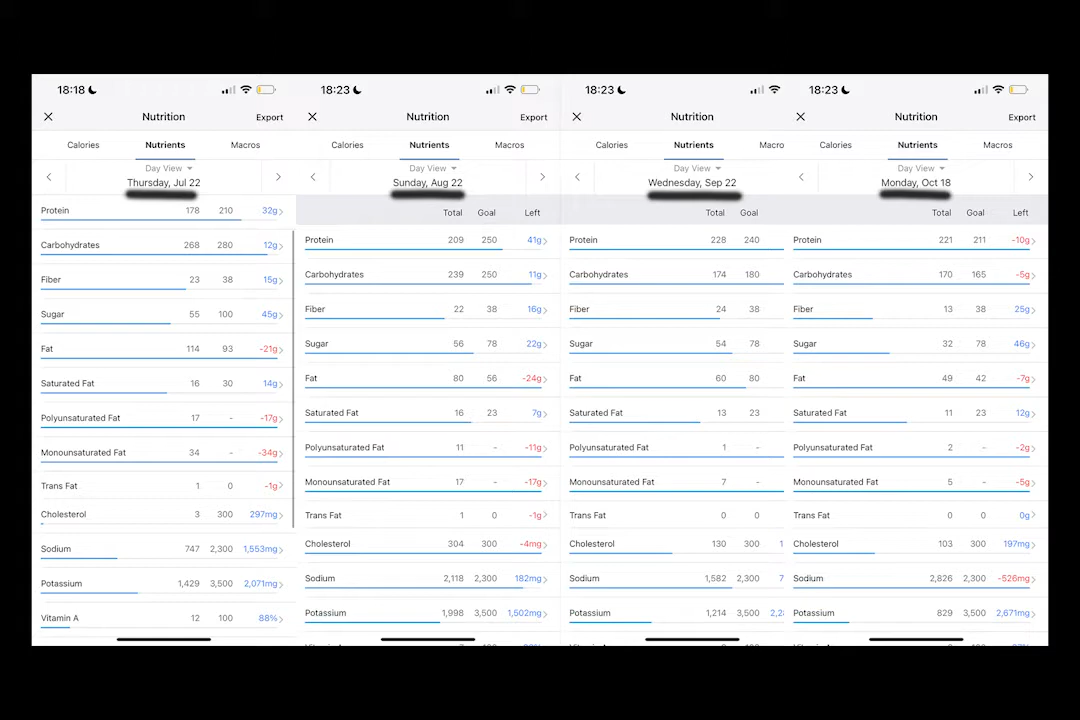 18:18
Nutrition
Export
Calories Nutrients Macros
Day View
Thursday, Jul 22
Protein 178 210 32g
Carbohydrates 268 280 12g
Fiber 23 38 15g
Sugar 55 100 45g
Fat 114 93 -21g
Saturated Fat 16 30 14g
Polyunsaturated Fat 17 - -17g
Monounsaturated Fat 34 - -34g
Trans Fat 1 0 -1g
Cholesterol 3 300 297mg
Sodium 747 2,300 1,553mg
Potassium 1,429 3,500 2,071mg
Vitamin A 12 100 88%
18:23
Nutrition
Export
Calories Nutrients Macros
Day View
Sunday, Aug 22
Total Goal Left
Protein 209 250 41g
Carbohydrates 239 250 11g
Fiber 22 38 16g
Sugar 56 78 22g
Fat 80 56 -24g
Saturated Fat 16 23 7g
Polyunsaturated Fat 11 - -11g
Monounsaturated Fat 17 - -17g
Trans Fat 1 0 -1g
Cholesterol 304 300 -4mg
Sodium 2,118 2,300 182mg
Potassium 1,998 3,500 1,502mg
18:23
Nutrition
Calories Nutrients Macro
Day View
Wednesday, Sep 22
Total Goal
Protein 228 240
Carbohydrates 174 180
Fiber 24 38
Sugar 54 78
Fat 60 80
Saturated Fat 13 23
Polyunsaturated Fat 1 -
Monounsaturated Fat 7 -
Trans Fat 0 0
Cholesterol 130 300 1
Sodium 1,582 2,300 7
Potassium 1,214 3,500 2,2
18:23
Nutrition
Export
Calories Nutrients Macros
Day View
Monday, Oct 18
Total Goal Left
Protein 221 211 -10g
Carbohydrates 170 165 -5g
Fiber 13 38 25g
Sugar 32 78 46g
Fat 49 42 -7g
Saturated Fat 11 23 12g
Polyunsaturated Fat 2 - -2g
Monounsaturated Fat 5 - -5g
Trans Fat 0 0 0g
Cholesterol 103 300 197mg
Sodium 2,826 2,300 -526mg
Potassium 829 3,500 2,671mg